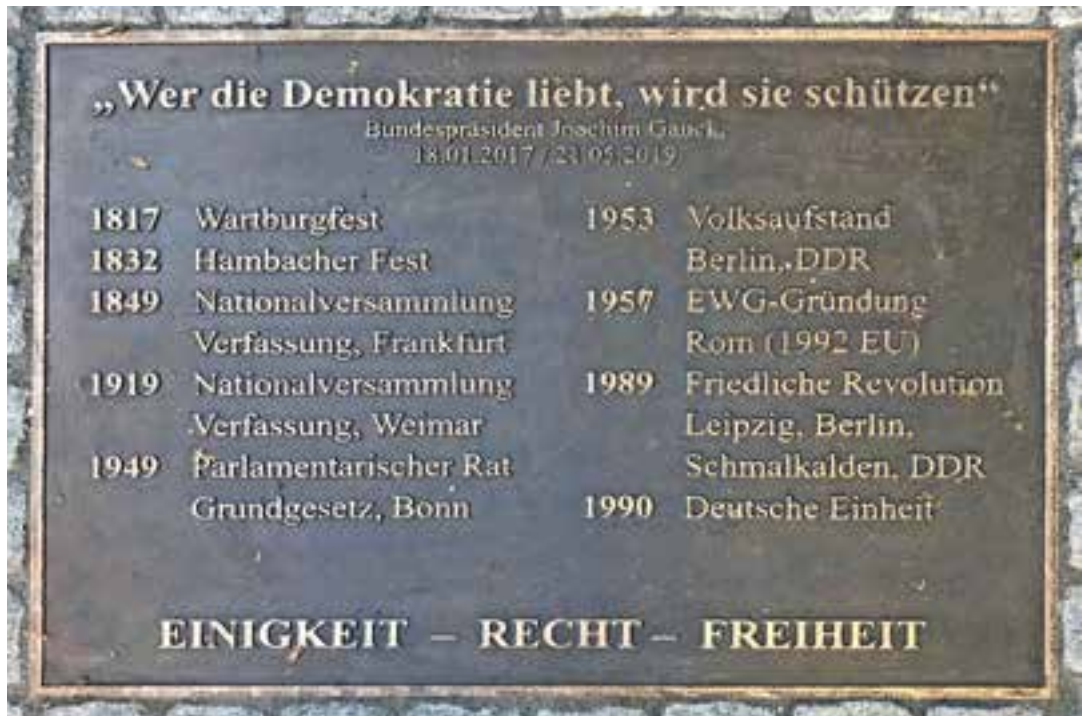 „Wer die Demokratie liebt, wird sie schützen“
Bundespräsident Joachim Gauck,
18.01.2017 / 23.05.2019
1817 Wartburgfest
1832 Hambacher Fest
1849 Nationalversammlung
Verfassung, Frankfurt
1919 Nationalversammlung
Verfassung, Weimar
1949 Parlamentarischer Rat
Grundgesetz, Bonn
1953 Volksaufstand
Berlin, DDR
1957 EWG-Gründung
Rom (1992 EU)
1989 Friedliche Revolution
Leipzig, Berlin,
Schmalkalden, DDR
1990 Deutsche Einheit
EINIGKEIT – RECHT – FREIHEIT